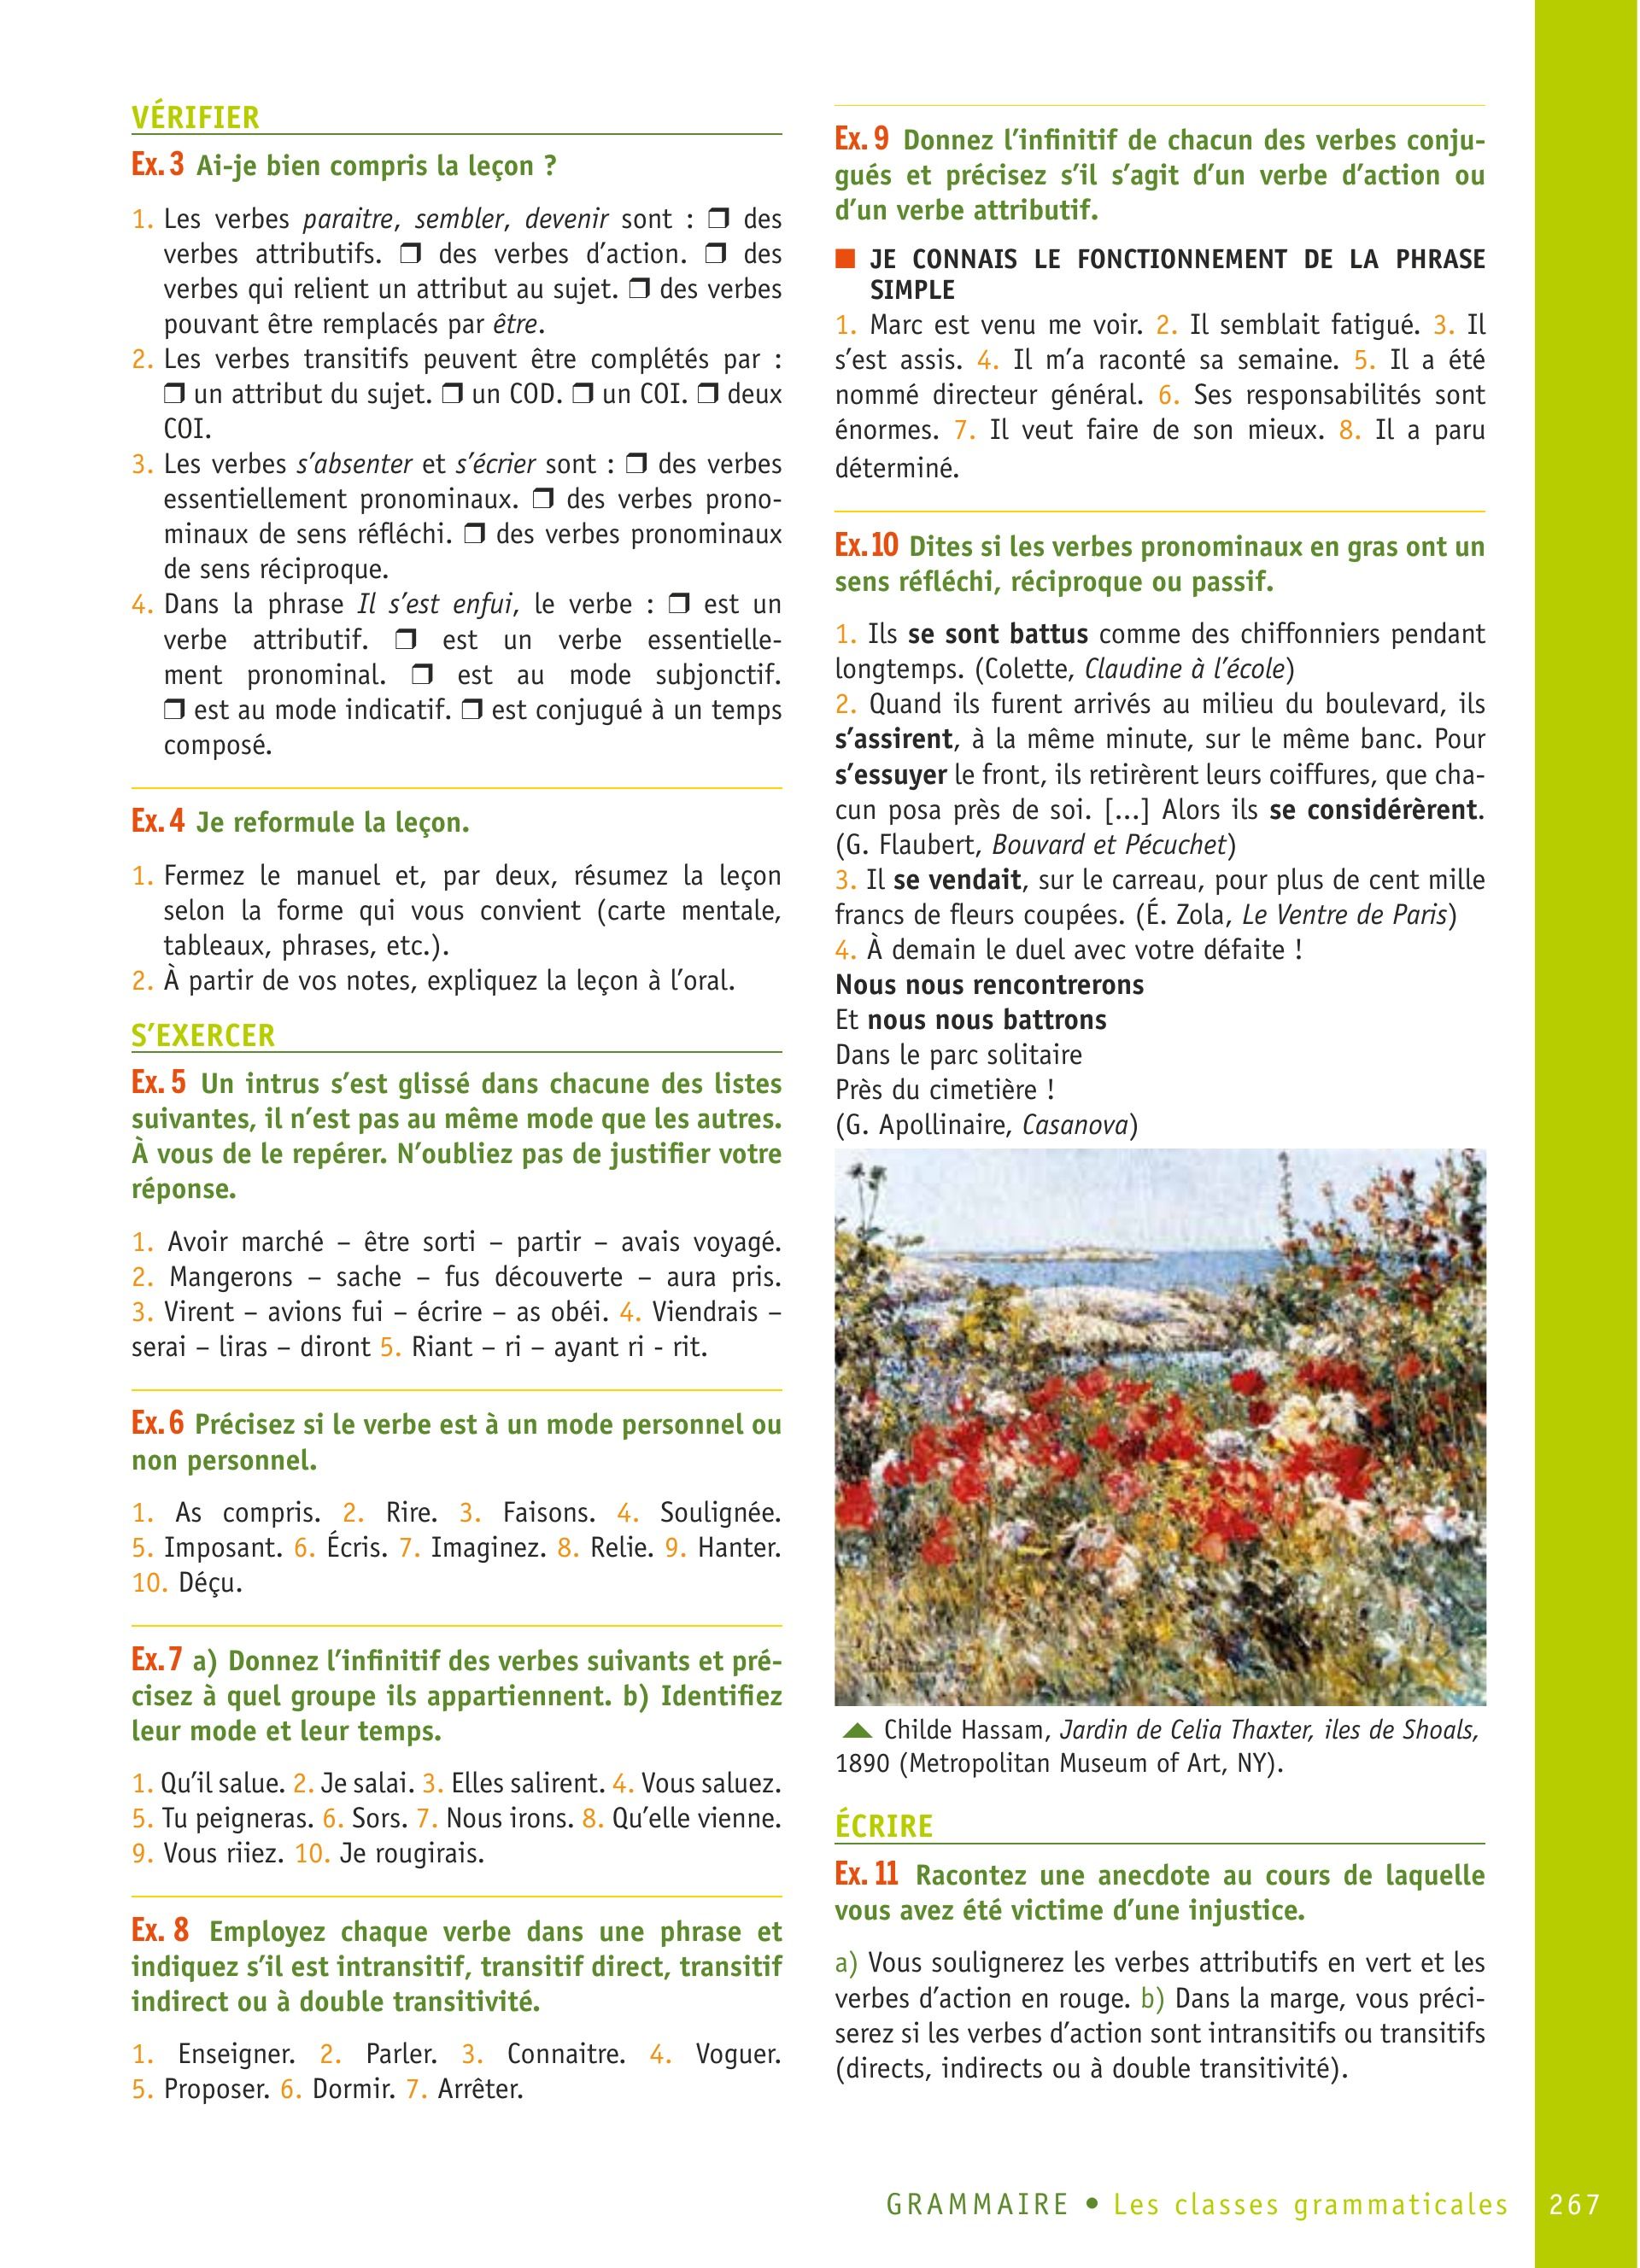 VÉRIFIER
Ex. 3 Ai-je bien compris la leçon ?
1. Les verbes paraitre, sembler, devenir sont : ❒ des
verbes attributifs. ❒ des verbes d’action. ❒ des
verbes qui relient un attribut au sujet. ❒ des verbes
pouvant être remplacés par être.
2. Les verbes transitifs peuvent être complétés par :
❒ un attribut du sujet. ❒ un COD. ❒ un COI. ❒ deux
COI.
3. Les verbes s’absenter et s’écrier sont : ❒ des verbes
essentiellement pronominaux. ❒ des verbes prono-
minaux de sens réfléchi. ❒ des verbes pronominaux
de sens réciproque.
4. Dans la phrase Il s’est enfui, le verbe : ❒ est un
verbe attributif. ❒ est un verbe essentielle-
ment pronominal. ❒ est au mode subjonctif.
❒ est au mode indicatif. ❒ est conjugué à un temps
composé.
Ex. 4 Je reformule la leçon.
1. Fermez le manuel et, par deux, résumez la leçon
selon la forme qui vous convient (carte mentale,
tableaux, phrases, etc.).
2. À partir de vos notes, expliquez la leçon à l’oral.
S’EXERCER
Ex. 5 Un intrus s’est glissé dans chacune des listes
suivantes, il n’est pas au même mode que les autres.
À vous de le repérer. N’oubliez pas de justifier votre
réponse.
1. Avoir marché – être sorti – partir – avais voyagé.
2. Mangerons – sache – fus découverte – aura pris.
3. Virent – avions fui – écrire – as obéi. 4. Viendrais –
serai – liras – diront 5. Riant – ri – ayant ri - rit.
Ex. 6 Précisez si le verbe est à un mode personnel ou
non personnel.
1. As compris. 2. Rire. 3. Faisons. 4. Soulignée.
5. Imposant. 6. Écris. 7. Imaginez. 8. Relie. 9. Hanter.
10. Déçu.
Ex. 7 a) Donnez l’infinitif des verbes suivants et pré-
cisez à quel groupe ils appartiennent. b) Identifiez
leur mode et leur temps.
1. Qu’il salue. 2. Je salai. 3. Elles salirent. 4. Vous saluez.
5. Tu peigneras. 6. Sors. 7. Nous irons. 8. Qu’elle vienne.
9. Vous riiez. 10. Je rougirais.
Ex. 8 Employez chaque verbe dans une phrase et
indiquez s’il est intransitif, transitif direct, transitif
indirect ou à double transitivité.
1. Enseigner. 2. Parler. 3. Connaitre. 4. Voguer.
5. Proposer. 6. Dormir. 7. Arrêter.
Ex. 9 Donnez l’infinitif de chacun des verbes conju-
gués et précisez s’il s’agit d’un verbe d’action ou
d’un verbe attributif.
■ JE CONNAIS LE FONCTIONNEMENT DE LA PHRASE
SIMPLE
1. Marc est venu me voir. 2. Il semblait fatigué. 3. Il
s’est assis. 4. Il m’a raconté sa semaine. 5. Il a été
nommé directeur général. 6. Ses responsabilités sont
énormes. 7. Il veut faire de son mieux. 8. Il a paru
déterminé.
Ex. 10 Dites si les verbes pronominaux en gras ont un
sens réfléchi, réciproque ou passif.
1. Ils se sont battus comme des chiffonniers pendant
longtemps. (Colette, Claudine à l’école)
2. Quand ils furent arrivés au milieu du boulevard, ils
s’assirent, à la même minute, sur le même banc. Pour
s’essuyer le front, ils retirèrent leurs coiffures, que cha-
cun posa près de soi. [...] Alors ils se considérèrent.
(G. Flaubert, Bouvard et Pécuchet)
3. Il se vendait, sur le carreau, pour plus de cent mille
francs de fleurs coupées. (É. Zola, Le Ventre de Paris)
4. À demain le duel avec votre défaite !
Nous nous rencontrerons
Et nous nous battrons
Dans le parc solitaire
Près du cimetière !
(G. Apollinaire, Casanova)
Childe Hassam, Jardin de Celia Thaxter, iles de Shoals,
1890 (Metropolitan Museum of Art, NY).
ÉCRIRE
Ex. 11 Racontez une anecdote au cours de laquelle
vous avez été victime d’une injustice.
a) Vous soulignerez les verbes attributifs en vert et les
verbes d’action en rouge. b) Dans la marge, vous préci-
serez si les verbes d’action sont intransitifs ou transitifs
(directs, indirects ou à double transitivité).
GRAMMAIRE • Les classes grammaticales 267